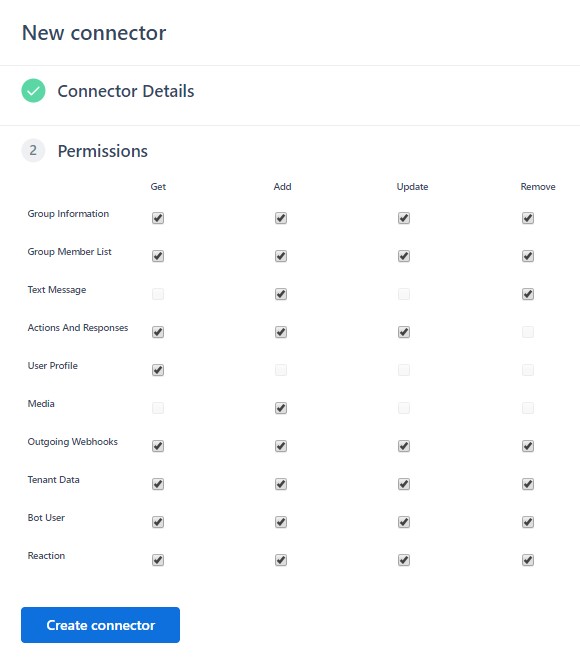 New connector
Connector Details
2 Permissions
Get Add Update Remove
Group Information
Group Member List
Text Message
Actions And Responses
User Profile
Media
Outgoing Webhooks
Tenant Data
Bot User
Reaction
Create connector